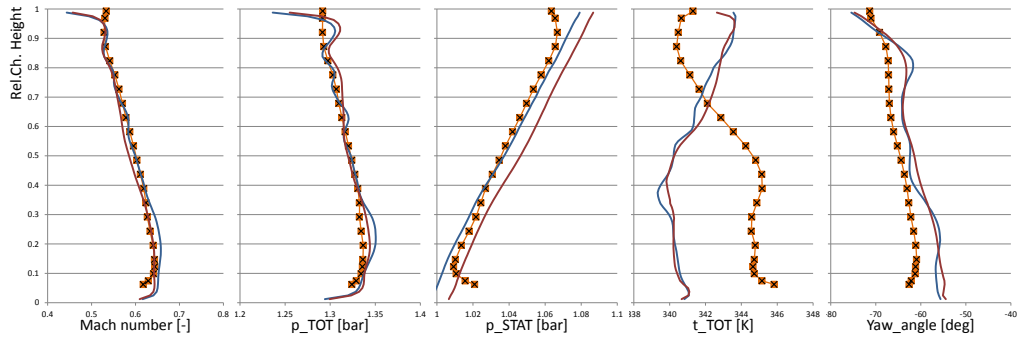 Rel.Ch. Height
1
0.9
0.8
0.7
0.6
0.5
0.4
0.3
0.2
0.1
0
0.4 0.5 0.6 0.7 0.8
Mach number [-]
1.2 1.25 1.3 1.35 1.4
p_TOT [bar]
1 1.02 1.04 1.06 1.08 1.1
p_STAT [bar]
338 340 342 344 346 348
t_TOT [K]
-80 -70 -60 -50 -40
Yaw_angle [deg]